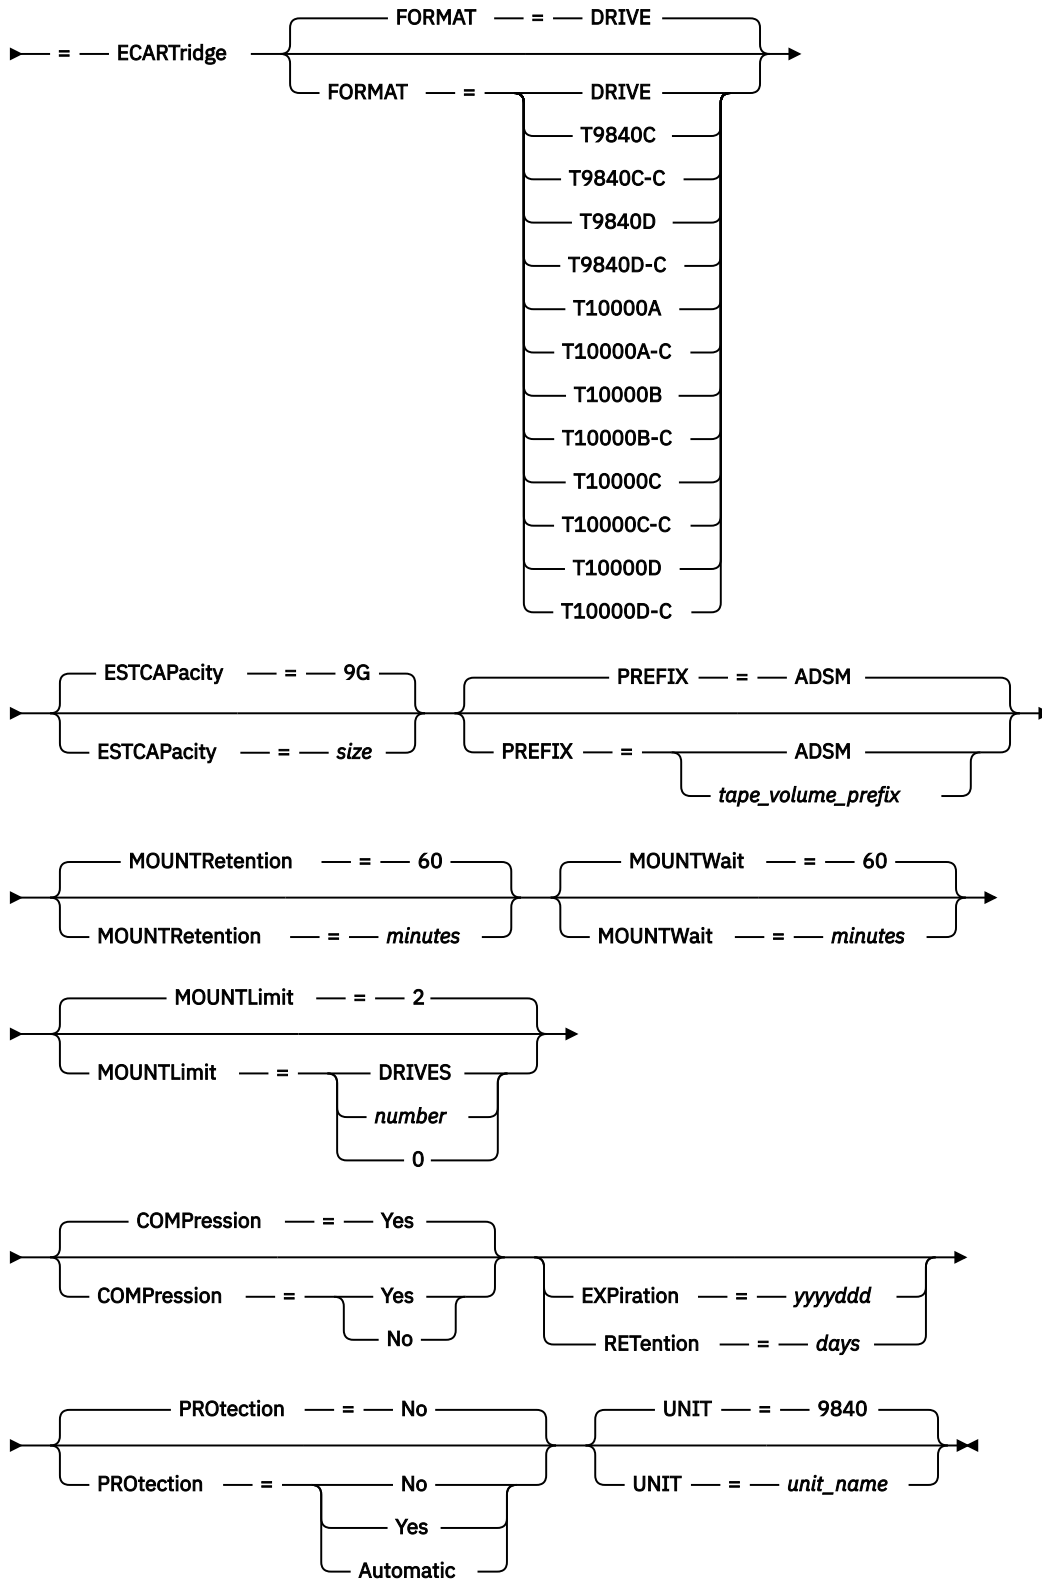 FORMAT = DRIVE
= ECARTridge
FORMAT = DRIVE
T9840C
T9840C-C
T9840D
T9840D-C
T10000A
T10000A-C
T10000B
T10000B-C
T10000C
T10000C-C
T10000D
T10000D-C
ESTCAPacity = 9G PREFIX = ADSM
ESTCAPacity = size PREFIX = ADSM
tape_volume_prefix
MOUNTRetention = 60 MOUNTWait = 60
MOUNTRetention = minutes MOUNTWait = minutes
MOUNTLimit = 2
MOUNTLimit = DRIVES
number
0
COMPression = Yes
COMPression = Yes EXPiration = yyyyddd
No RETention = days
PROtection = No UNIT = 9840
PROtection = No UNIT = unit_name
Yes
Automatic